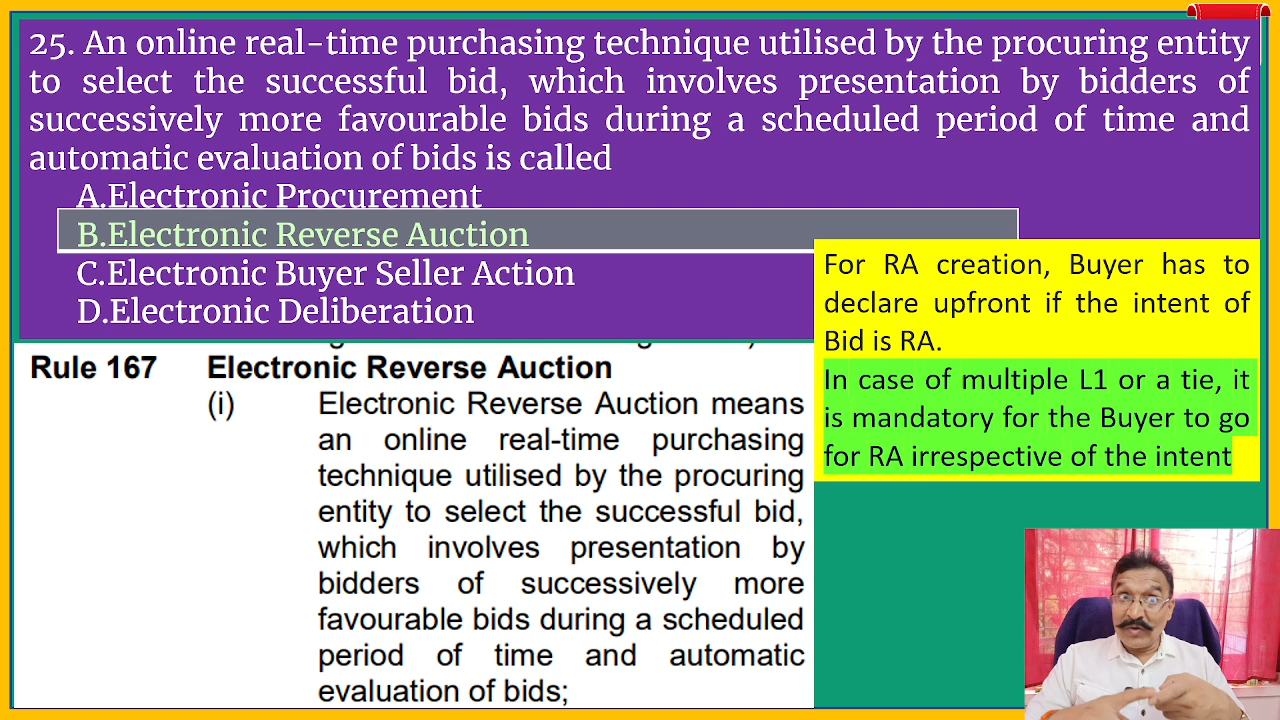 25. An online real-time purchasing technique utilised by the procuring entity
to select the successful bid, which involves presentation by bidders of
successively more favourable bids during a scheduled period of time and
automatic evaluation of bids is called
A.Electronic Procurement
B.Electronic Reverse Auction
C.Electronic Buyer Seller Action
D.Electronic Deliberation
For RA creation, Buyer has to
declare upfront if the intent of
Bid is RA.
In case of multiple L1 or a tie, it
is mandatory for the Buyer to go
for RA irrespective of the intent
Rule 167 Electronic Reverse Auction
(i) Electronic Reverse Auction means
an online real-time purchasing
technique utilised by the procuring
entity to select the successful bid,
which involves presentation by
bidders of successively more
favourable bids during a scheduled
period of time and automatic
evaluation of bids;